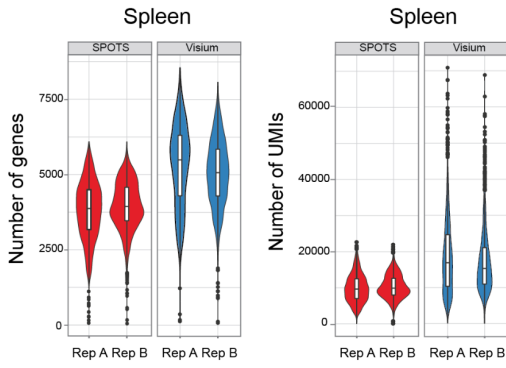 Spleen
SPOTS Visium
Number of genes
7500
5000
2500
0
Rep A Rep B Rep A Rep B
Spleen
SPOTS Visium
Number of UMIs
60000
40000
20000
0
Rep A Rep B Rep A Rep B